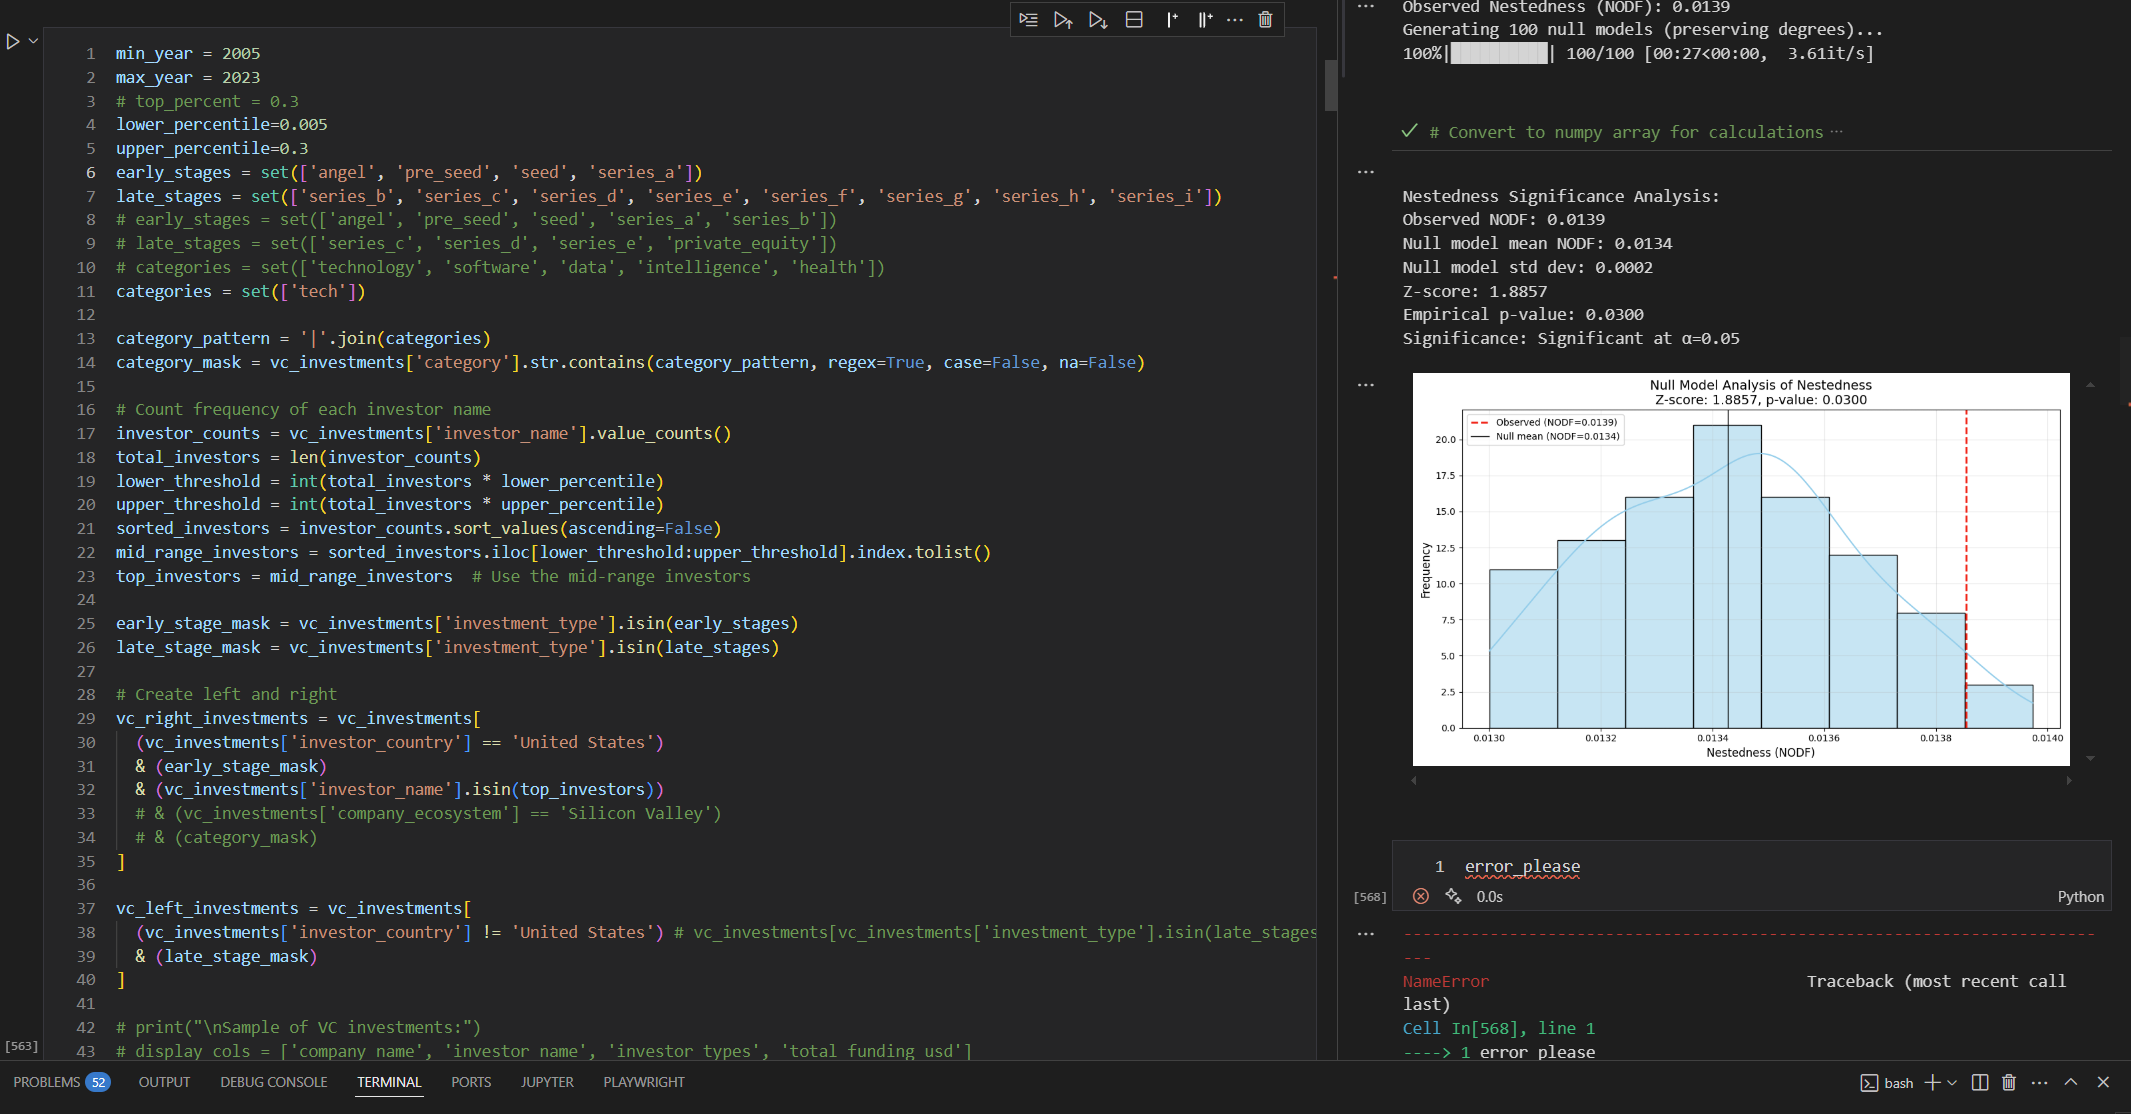 1 min_year = 2005
2 max_year = 2023
3 # top_percent = 0.3
4 lower_percentile=0.005
5 upper_percentile=0.3
6 early_stages = set(['angel', 'pre_seed', 'seed', 'series_a'])
7 late_stages = set(['series_b', 'series_c', 'series_d', 'series_e', 'series_f', 'series_g', 'series_h', 'series_i'])
8 # early_stages = set(['angel', 'pre_seed', 'seed', 'series_a', 'series_b'])
9 # late_stages = set(['series_c', 'series_d', 'series_e', 'private_equity'])
10 # categories = set(['technology', 'software', 'data', 'intelligence', 'health'])
11 categories = set(['tech'])
12
13 category_pattern = '|'.join(categories)
14 category_mask = vc_investments['category'].str.contains(category_pattern, regex=True, case=False, na=False)
15
16 # Count frequency of each investor name
17 investor_counts = vc_investments['investor_name'].value_counts()
18 total_investors = len(investor_counts)
19 lower_threshold = int(total_investors * lower_percentile)
20 upper_threshold = int(total_investors * upper_percentile)
21 sorted_investors = investor_counts.sort_values(ascending=False)
22 mid_range_investors = sorted_investors.iloc[lower_threshold:upper_threshold].index.tolist()
23 top_investors = mid_range_investors  # Use the mid-range investors
24
25 early_stage_mask = vc_investments['investment_type'].isin(early_stages)
26 late_stage_mask = vc_investments['investment_type'].isin(late_stages)
27
28 # Create left and right
29 vc_right_investments = vc_investments[
30 (vc_investments['investor_country'] == 'United States')
31 & (early_stage_mask)
32 & (vc_investments['investor_name'].isin(top_investors))
33 # & (vc_investments['company_ecosystem'] == 'Silicon Valley')
34 # & (category_mask)
35 ]
36
37 vc_left_investments = vc_investments[
38 (vc_investments['investor_country'] != 'United States') # vc_investments[vc_investments['investment_type'].isin(late_stages
39 & (late_stage_mask)
40 ]
41
42 # print("\nSample of VC investments:")
43 # display_cols = ['company_name', 'investor_name', 'investor_types', 'total_funding_usd']
[563]
Observed Nestedness (NODF): 0.0139
Generating 100 null models (preserving degrees)...
100%|██████████| 100/100 [00:27<00:00,  3.61it/s]
# Convert to numpy array for calculations ...
Nestedness Significance Analysis:
Observed NODF: 0.0139
Null model mean NODF: 0.0134
Null model std dev: 0.0002
Z-score: 1.8857
Empirical p-value: 0.0300
Significance: Significant at α=0.05
Null Model Analysis of Nestedness
Z-score: 1.8857, p-value: 0.0300
Observed (NODF=0.0139)
Null mean (NODF=0.0134)
Frequency
20.0
17.5
15.0
12.5
10.0
7.5
5.0
2.5
0.0
0.0130 0.0132 0.0134 0.0136 0.0138 0.0140
Nestedness (NODF)
1 error_please
[568] 0.0s Python
---------------------------------------------------------------------------
NameError Traceback (most recent call
last)
Cell In[568], line 1
----> 1 error_please
PROBLEMS 52 OUTPUT DEBUG CONSOLE TERMINAL PORTS JUPYTER PLAYWRIGHT bash